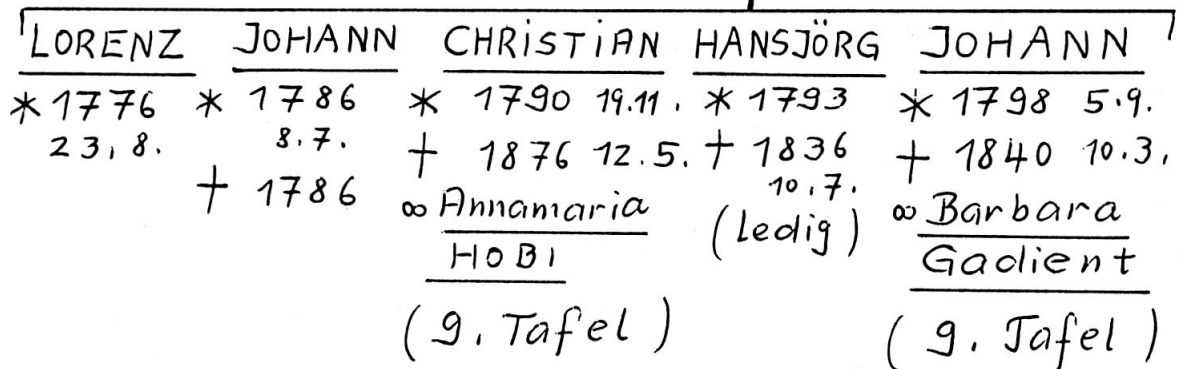 LORENZ JOHANN CHRISTIAN HANSJÖRG JOHANN
* 1776 * 1786 * 1790 19.11. * 1793 * 1798 5.9.
23.8. 8.7. + 1876 12.5. + 1836 + 1840 10.3.
+ 1786 10.7.
∞ Annamaria (Ledig) ∞ Barbara
HOBI Gadient
(9. Tafel) (9. Tafel)